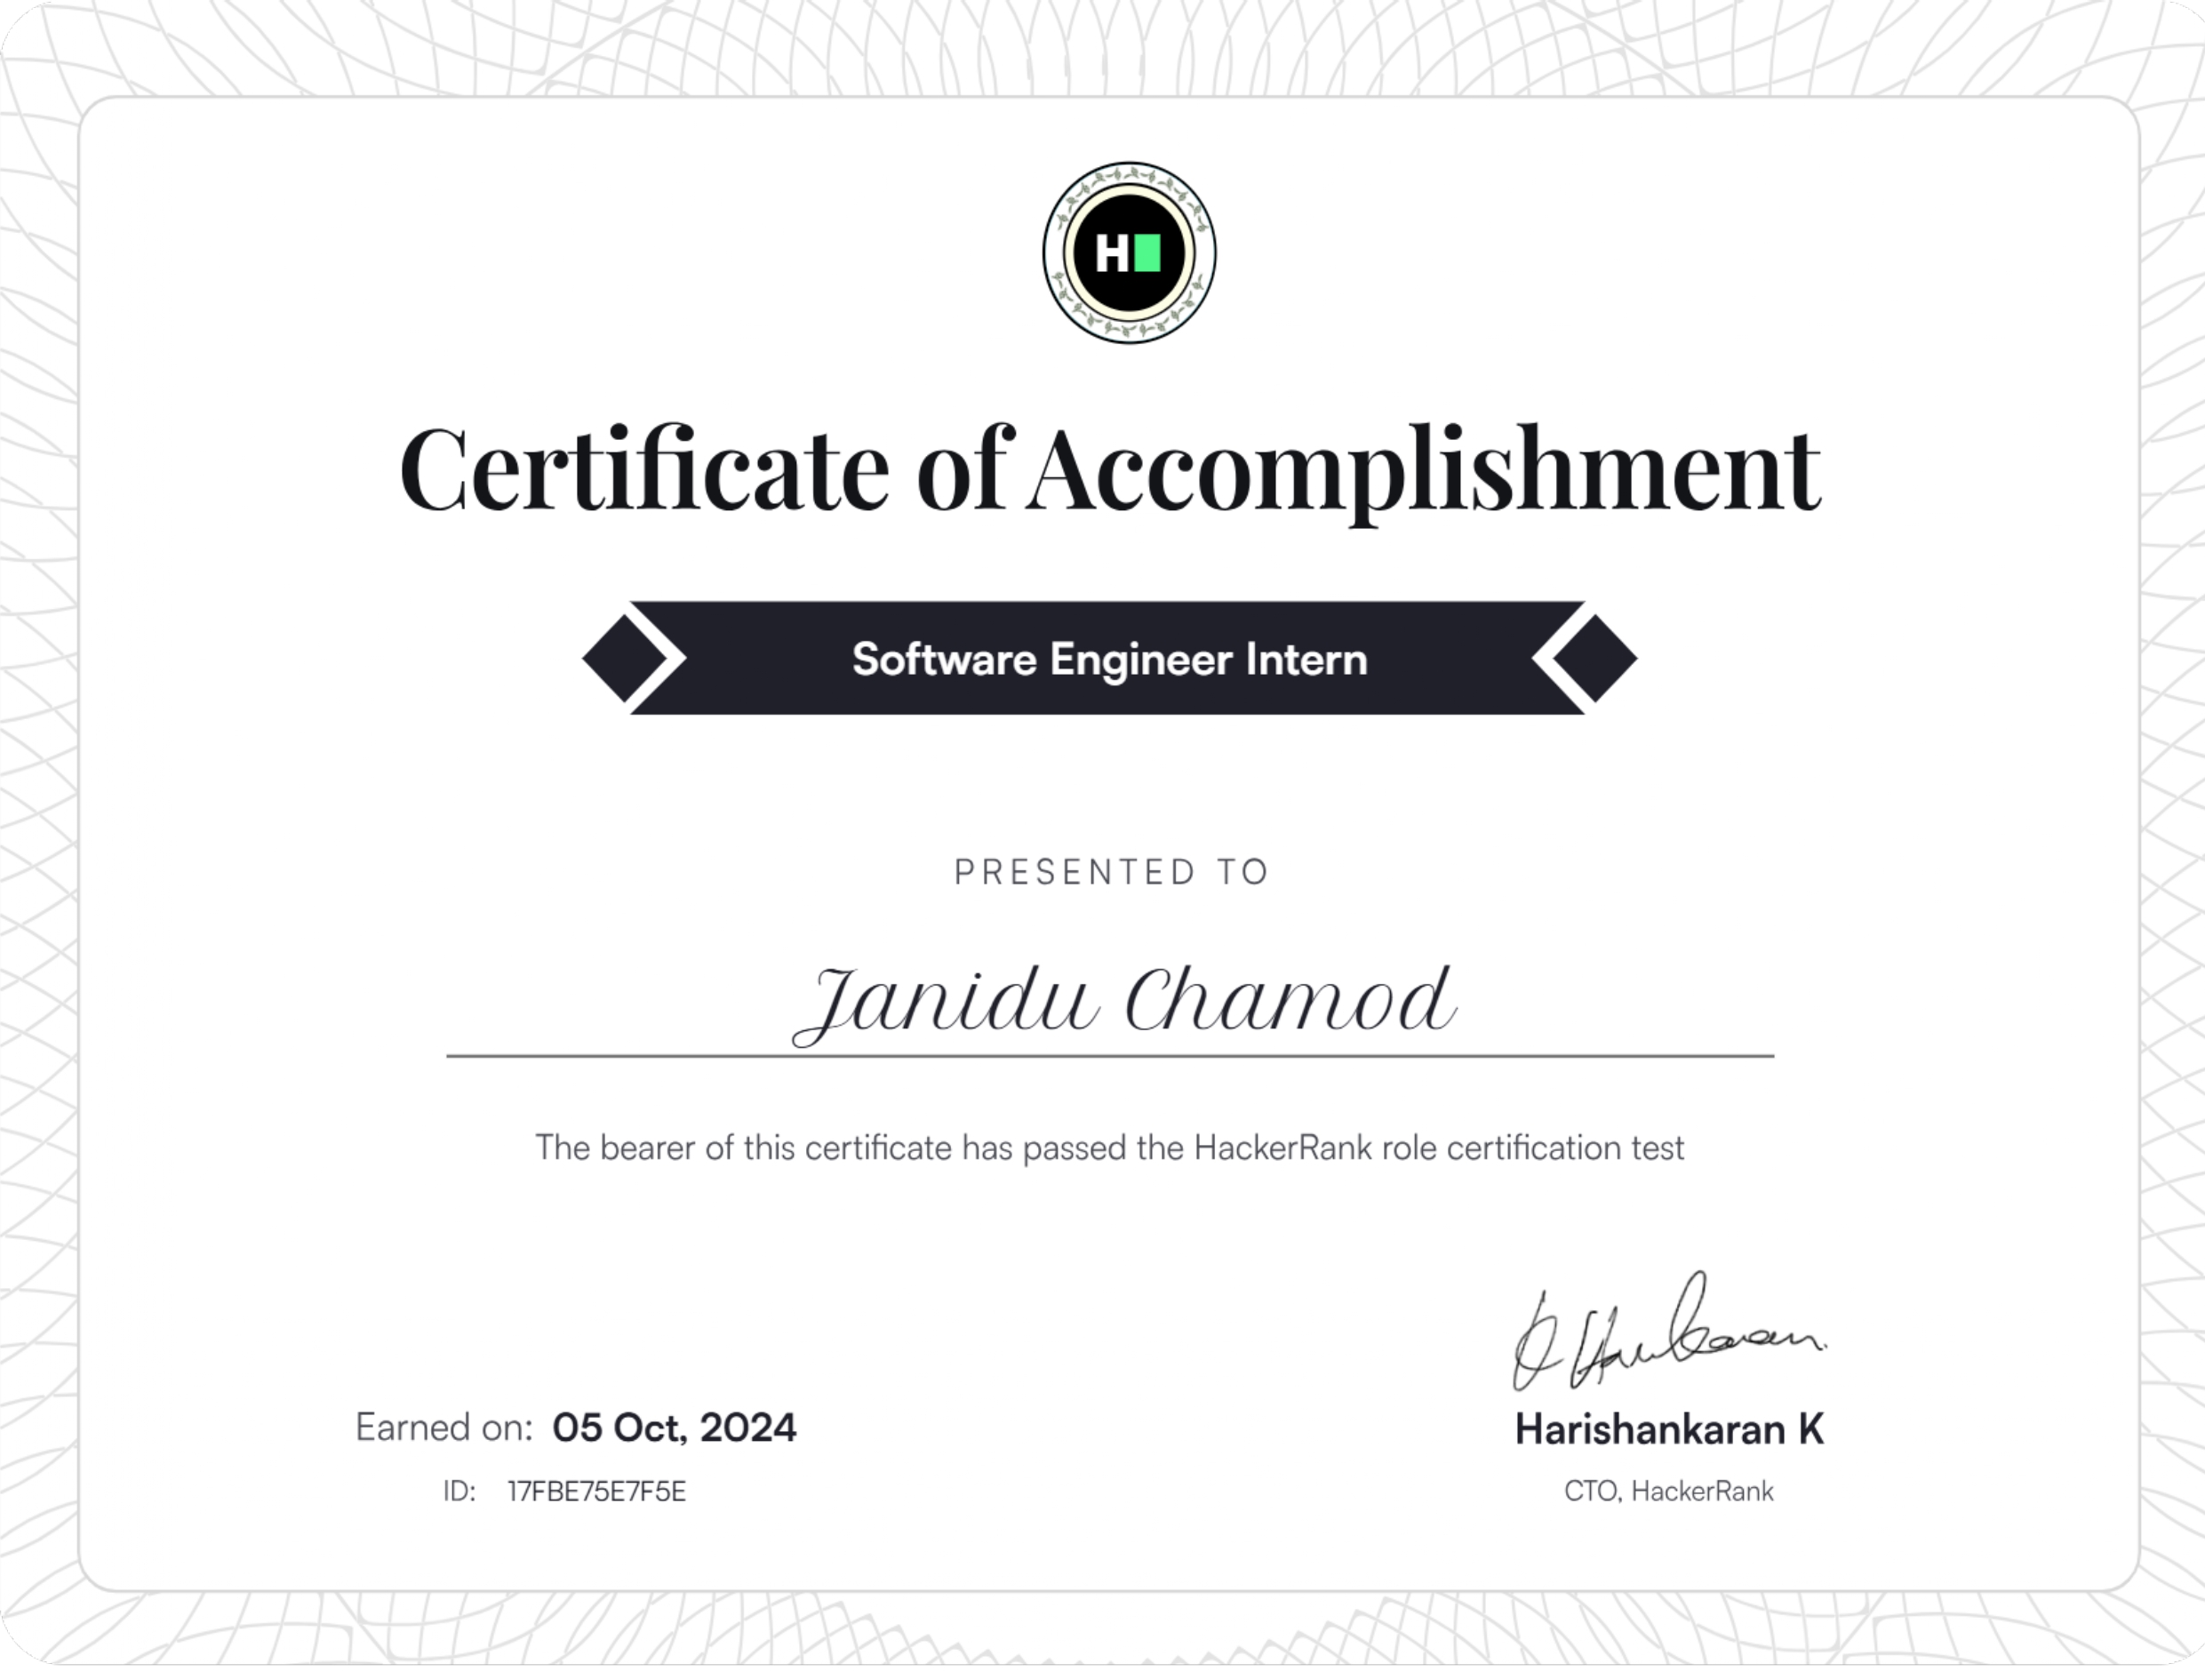 H
Certificate of Accomplishment
Software Engineer Intern
PRESENTED TO
Janidu Chamod
The bearer of this certificate has passed the HackerRank role certification test
Earned on: 05 Oct, 2024
ID: 17FBE75E7F5E
Harishankaran K
CTO, HackerRank